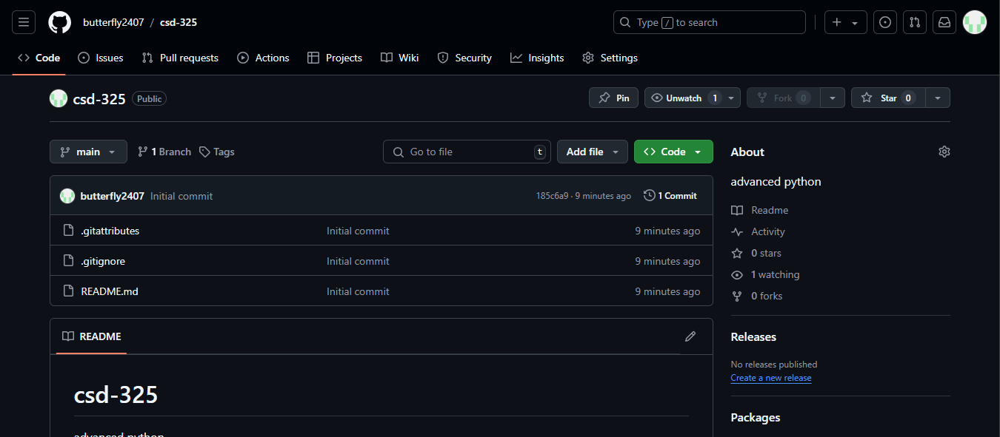 butterfly2407 / csd-325
Type / to search
Code Issues Pull requests Actions Projects Wiki Security Insights Settings
csd-325 Public
Pin Unwatch 1 Fork 0 Star 0
main 1 Branch Tags Go to file t Add file Code
butterfly2407 Initial commit 185c6a9 · 9 minutes ago 1 Commit
.gitattributes Initial commit 9 minutes ago
.gitignore Initial commit 9 minutes ago
README.md Initial commit 9 minutes ago
README
csd-325
advanced python
About
advanced python
Readme
Activity
0 stars
1 watching
0 forks
Releases
No releases published
Create a new release
Packages